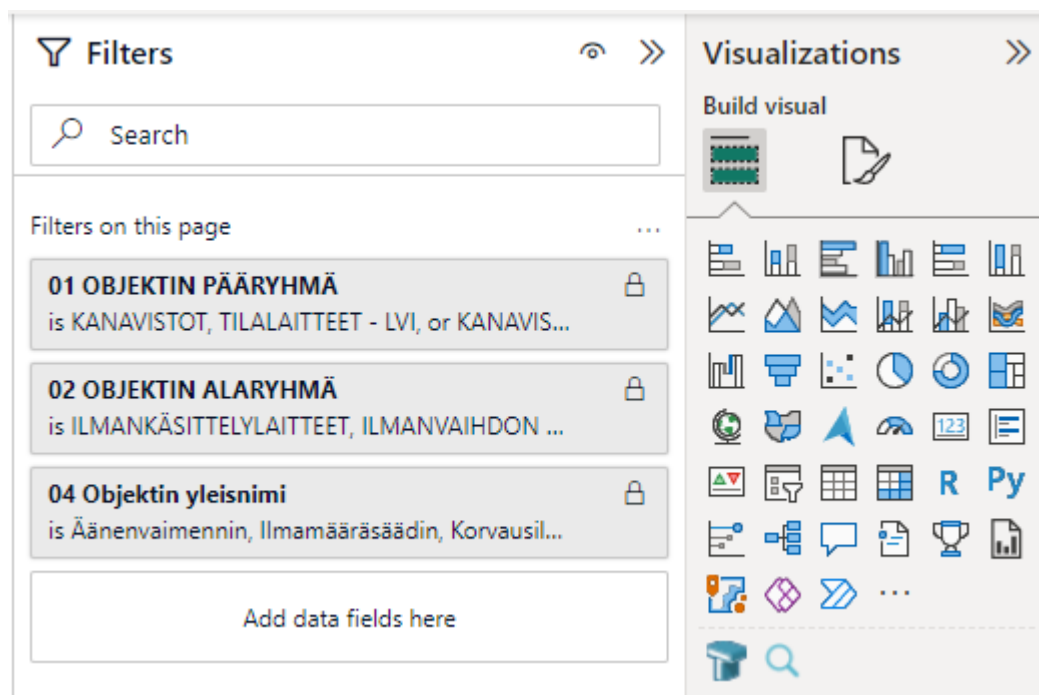 Filters
Search
Filters on this page
...
01 OBJEKTIN PÄÄRYHMÄ
is KANAVISTOT, TILALAITTEET - LVI, or KANAVIS...
02 OBJEKTIN ALARYHMÄ
is ILMANKÄSITTELYLAITTEET, ILMANVAIHDON ...
04 Objektin yleisnimi
is Äänenvaimennin, Ilmamääräsäädin, Korvausil...
Add data fields here
Visualizations
Build visual
123
R
Py
...